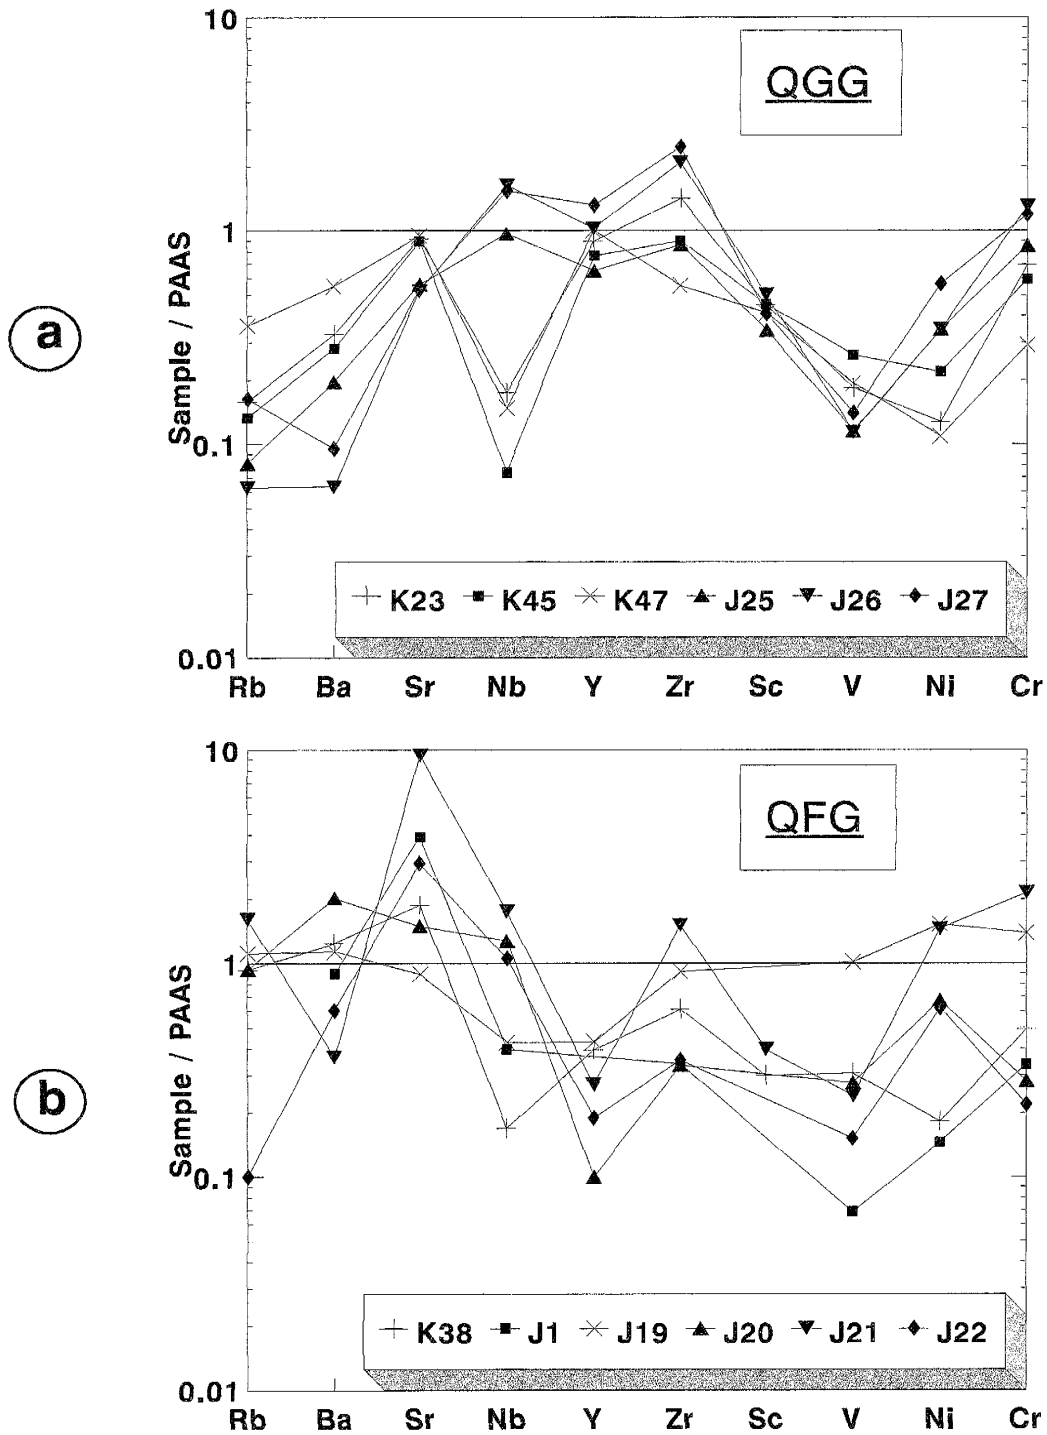 10
QGG
1
Sample / PAAS
a
0.1
K23 K45 K47 J25 J26 J27
0.01
Rb Ba Sr Nb Y Zr Sc V Ni Cr
10
QFG
1
Sample / PAAS
b
0.1
K38 J1 J19 J20 J21 J22
0.01
Rb Ba Sr Nb Y Zr Sc V Ni Cr